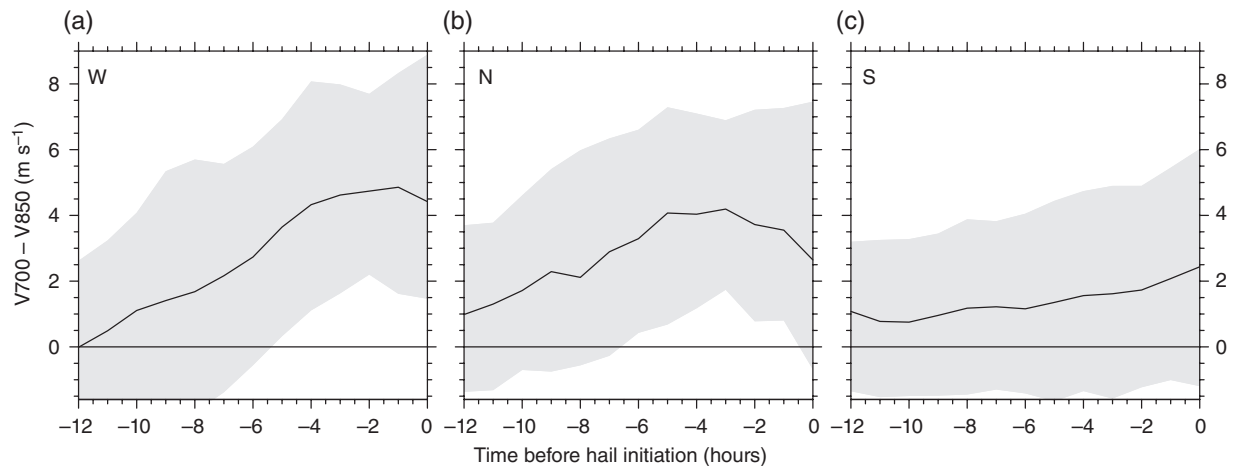 (a) (b) (c)
W N S
V700 – V850 (m s⁻¹)
8
6
4
2
0
8
6
4
2
0
–12 –10 –8 –6 –4 –2 0
–12 –10 –8 –6 –4 –2 0
–12 –10 –8 –6 –4 –2 0
Time before hail initiation (hours)